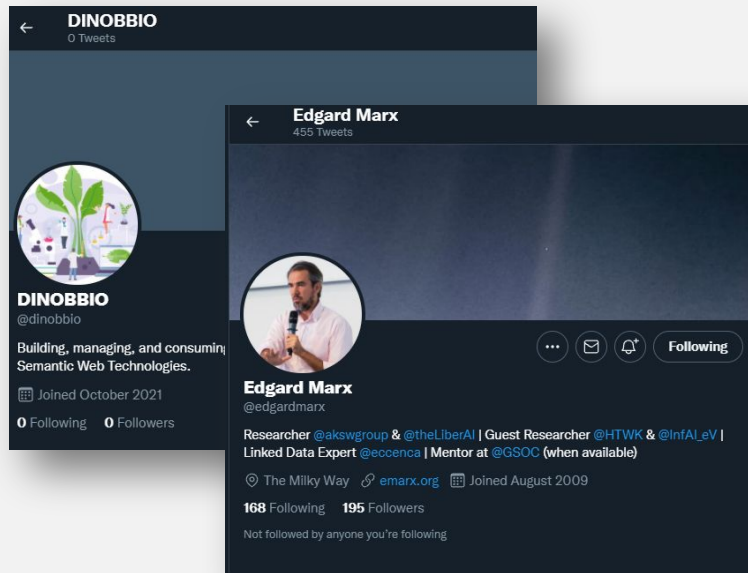 DINOBBIO
0 Tweets
DINOBBIO
@dinobbio
Building, managing, and consuming
Semantic Web Technologies.
Joined October 2021
0 Following 0 Followers
Edgard Marx
455 Tweets
Following
Edgard Marx
@edgardmarx
Researcher @akswgroup & @theLiberAI | Guest Researcher @HTWK & @InfAI_eV |
Linked Data Expert @eccenca | Mentor at @GSOC (when available)
The Milky Way emarx.org Joined August 2009
168 Following 195 Followers
Not followed by anyone you're following